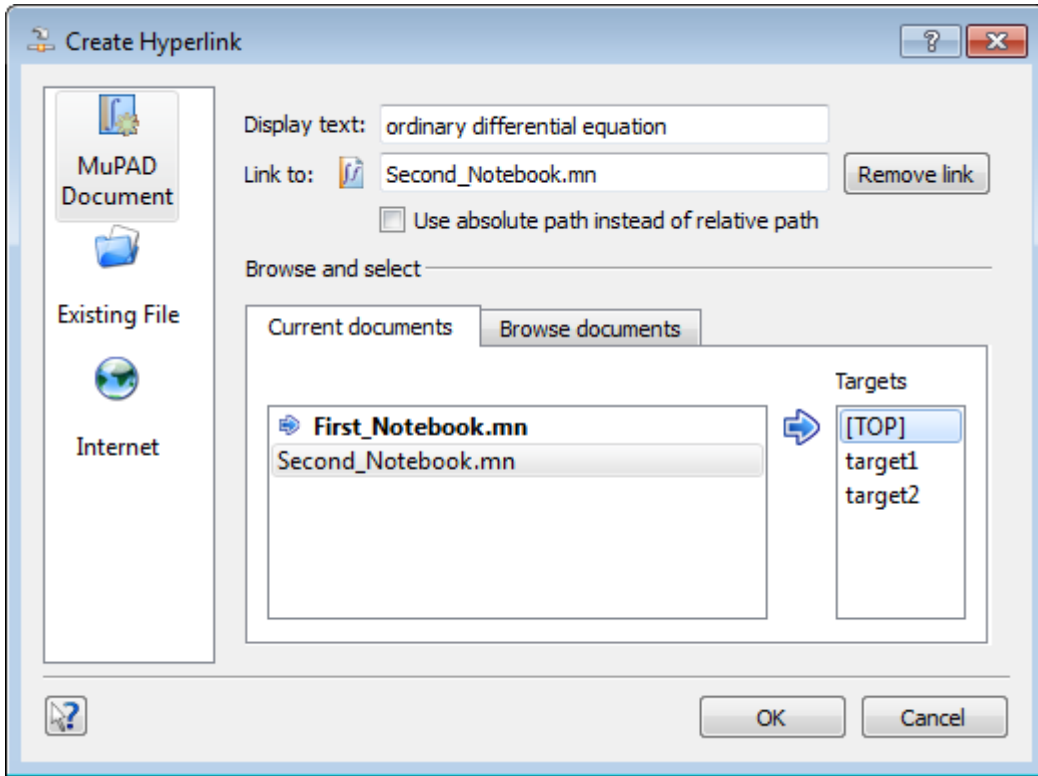 Create Hyperlink
MuPAD
Document
Existing File
Internet
Display text: ordinary differential equation
Link to: Second_Notebook.mn Remove link
Use absolute path instead of relative path
Browse and select
Current documents Browse documents
Targets
First_Notebook.mn
Second_Notebook.mn
[TOP]
target1
target2
OK Cancel